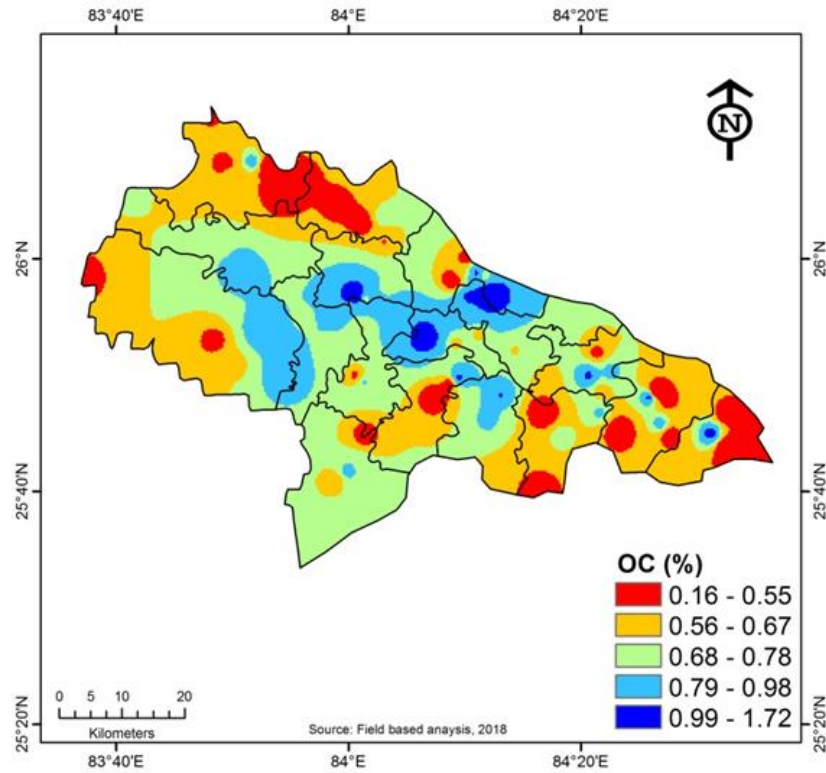 83°40'E 84°0'E 84°20'E
N
26°N 26°N
25°40'N 25°40'N
OC (%)
0.16 - 0.55
0.56 - 0.67
0.68 - 0.78
0.79 - 0.98
0.99 - 1.72
0 5 10 20
Kilometers
Source: Field based anaysis, 2018
25°20'N 25°20'N
83°40'E 84°E 84°20'E